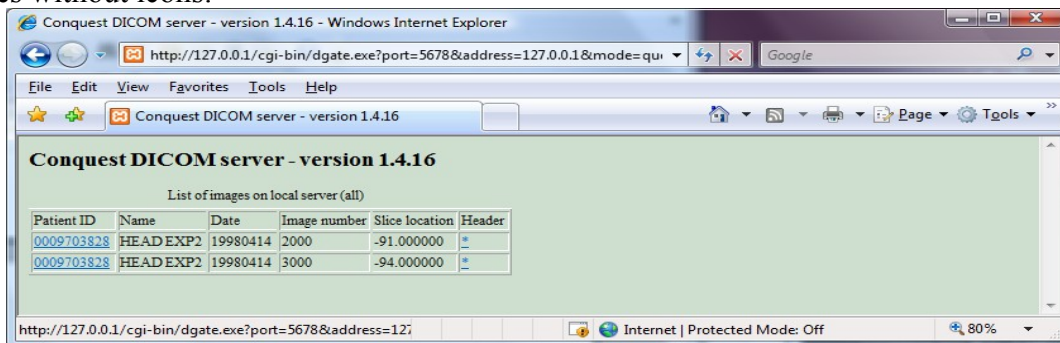 es without icons.
Conquest DICOM server - version 1.4.16 - Windows Internet Explorer
http://127.0.0.1/cgi-bin/dgate.exe?port=5678&address=127.0.0.1&mode=qu
Google
File Edit View Favorites Tools Help
Conquest DICOM server - version 1.4.16
Page Tools
Conquest DICOM server - version 1.4.16
List of images on local server (all)
Patient ID Name Date Image number Slice location Header
0009703828 HEAD EXP2 19980414 2000 -91.000000 *
0009703828 HEAD EXP2 19980414 3000 -94.000000 *
http://127.0.0.1/cgi-bin/dgate.exe?port=5678&address=127
Internet | Protected Mode: Off
80%